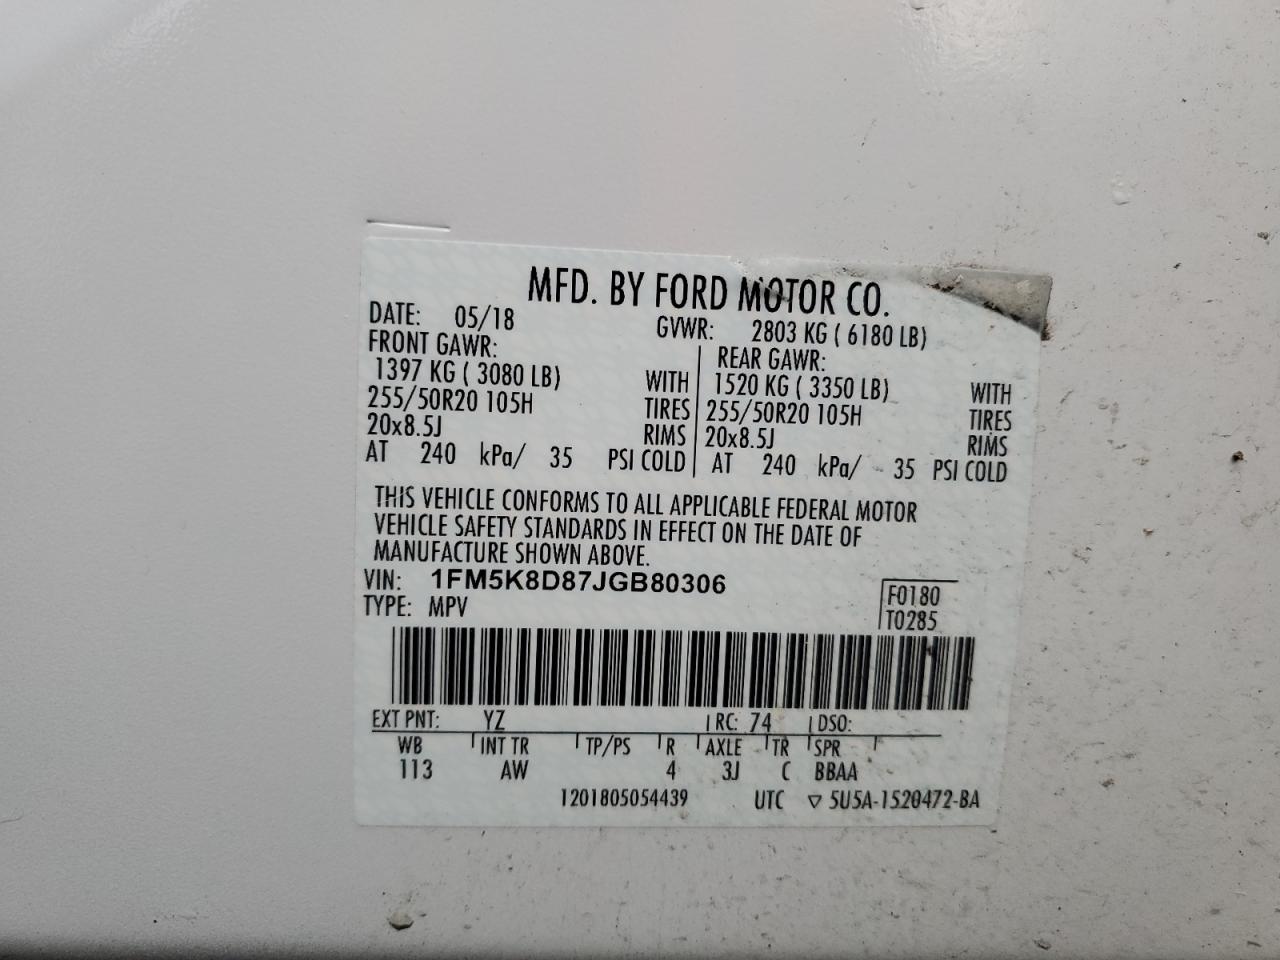 MFD. BY FORD MOTOR CO.
DATE: 05/18 GVWR: 2803 KG ( 6180 LB)
FRONT GAWR: REAR GAWR:
1397 KG ( 3080 LB) WITH 1520 KG ( 3350 LB) WITH
255/50R20 105H TIRES 255/50R20 105H TIRES
20x8.5J RIMS 20x8.5J RIMS
AT 240 kPa/ 35 PSI COLD AT 240 kPa/ 35 PSI COLD
THIS VEHICLE CONFORMS TO ALL APPLICABLE FEDERAL MOTOR
VEHICLE SAFETY STANDARDS IN EFFECT ON THE DATE OF
MANUFACTURE SHOWN ABOVE.
VIN: 1FM5K8D87JGB80306 F0180
TYPE: MPV T0285
EXT PNT: YZ RC: 74 DSO:
WB INT TR TP/PS R AXLE TR SPR
113 AW 4 3J C BBAA
1201805054439 UTC ▽ 5U5A-1520472-BA